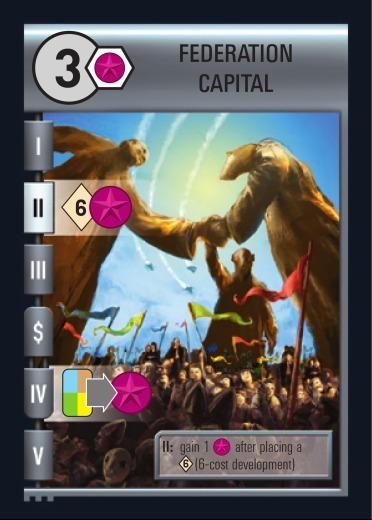 3
FEDERATION
CAPITAL
I
II
6
III
$
IV
V
II: gain 1 after placing a
6 (6-cost development)